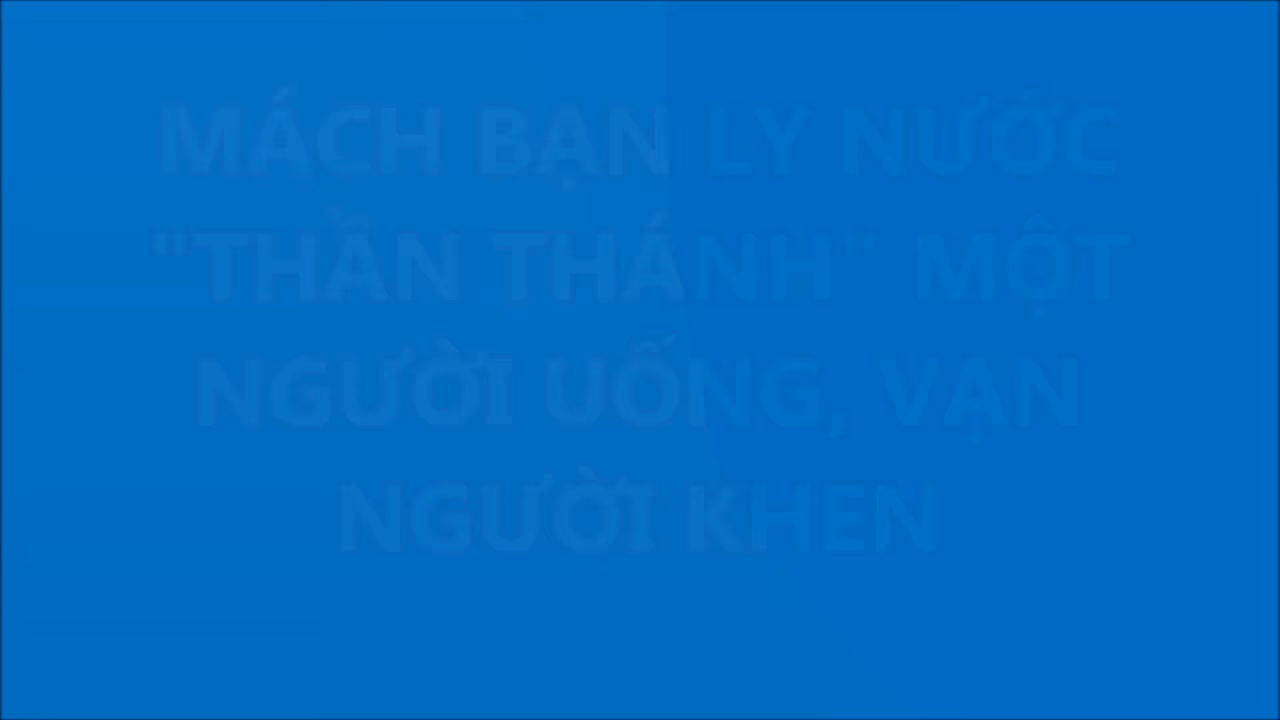 MÁCH BẠN LY NƯỚC
"THẦN THÁNH" MỘT
NGƯỜI UỐNG, VẠN
NGƯỜI KHEN